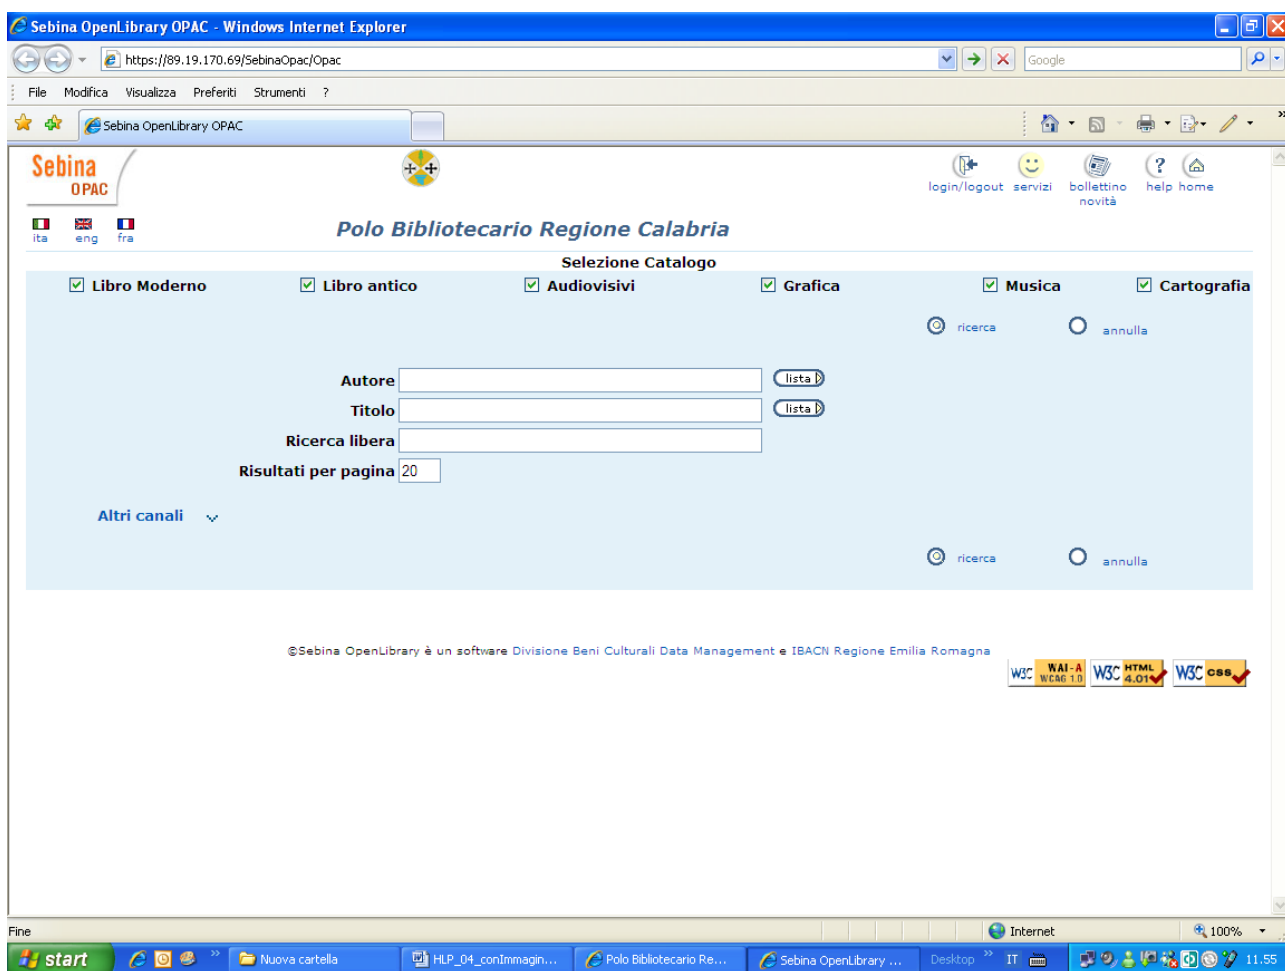 Sebina OpenLibrary OPAC - Windows Internet Explorer
https://89.19.170.69/SebinaOpac/Opac
Google
File Modifica Visualizza Preferiti Strumenti ?
Sebina OpenLibrary OPAC
Sebina
OPAC
login/logout servizi bollettino novità help home
ita eng fra
Polo Bibliotecario Regione Calabria
Selezione Catalogo
Libro Moderno Libro antico Audiovisivi Grafica Musica Cartografia
ricerca annulla
Autore lista
Titolo lista
Ricerca libera
Risultati per pagina 20
Altri canali
ricerca annulla
©Sebina OpenLibrary è un software Divisione Beni Culturali Data Management e IBACN Regione Emilia Romagna
W3C WAI-A WCAG 1.0 W3C HTML 4.01 W3C css
Fine Internet 100%
start Nuova cartella HLP_04_conImmagin... Polo Bibliotecario Re... Sebina OpenLibrary ... Desktop IT 11.55